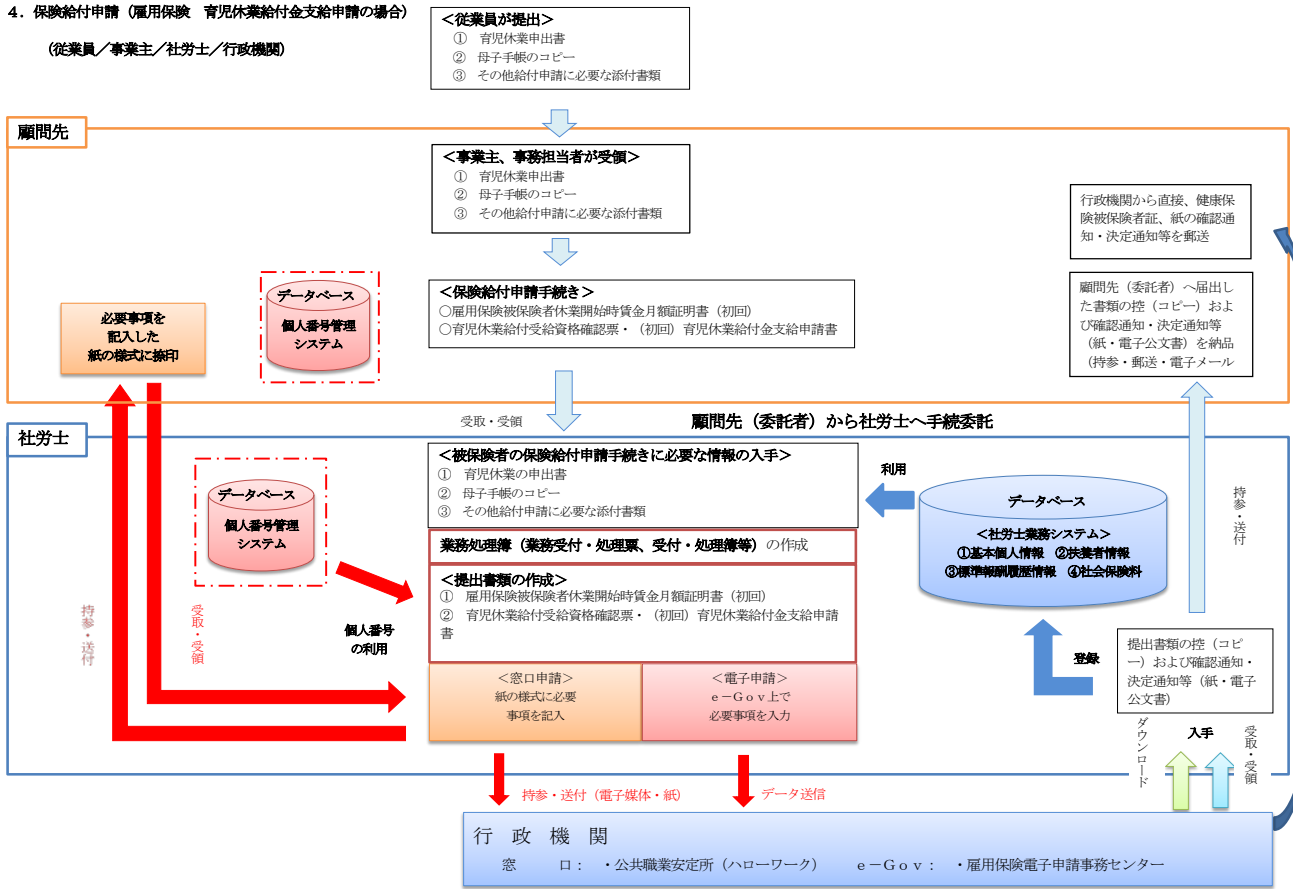 ４．保険給付申請（雇用保険　育児休業給付金支給申請の場合）
（従業員／事業主／社労士／行政機関）
＜従業員が提出＞
①　育児休業申出書
②　母子手帳のコピー
③　その他給付申請に必要な添付書類
顧問先
＜事業主、事務担当者が受領＞
①　育児休業申出書
②　母子手帳のコピー
③　その他給付申請に必要な添付書類
行政機関から直接、健康保
険被保険者証、紙の確認通
知・決定通知等を郵送
＜保険給付申請手続き＞
○雇用保険被保険者休業開始時賃金月額証明書（初回）
○育児休業給付受給資格確認票・（初回）育児休業給付金支給申請書
データベース
個人番号管理
システム
必要事項を
記入した
紙の様式に捺印
顧問先（委託者）へ届出し
た書類の控（コピー）およ
び確認通知・決定通知等
（紙・電子公文書）を納品
（持参・郵送・電子メール
受取・受領
顧問先（委託者）から社労士へ手続委託
社労士
＜被保険者の保険給付申請手続きに必要な情報の入手＞
①　育児休業の申出書
②　母子手帳のコピー
③　その他給付申請に必要な添付書類
利用
データベース
＜社労士業務システム＞
①基本個人情報　②扶養者情報
③標準報酬履歴情報　④社会保険料
持参・送付
データベース
個人番号管理
システム
業務処理簿（業務受付・処理票、受付・処理簿等）の作成
＜提出書類の作成＞
①　雇用保険被保険者休業開始時賃金月額証明書（初回）
②　育児休業給付受給資格確認票・（初回）育児休業給付金支給申請
書
個人番号
の利用
持参・送付
受取・受領
登録
提出書類の控（コピ
ー）および確認通知・
決定通知等（紙・電子
公文書）
＜窓口申請＞
紙の様式に必要
事項を記入
＜電子申請＞
ｅ－Ｇｏｖ上で
必要事項を入力
ダウンロード
入手
受取・受領
持参・送付（電子媒体・紙）
データ送信
行　政　機　関
窓　　　口：　・公共職業安定所（ハローワーク）　　ｅ－Ｇｏｖ：　・雇用保険電子申請事務センター